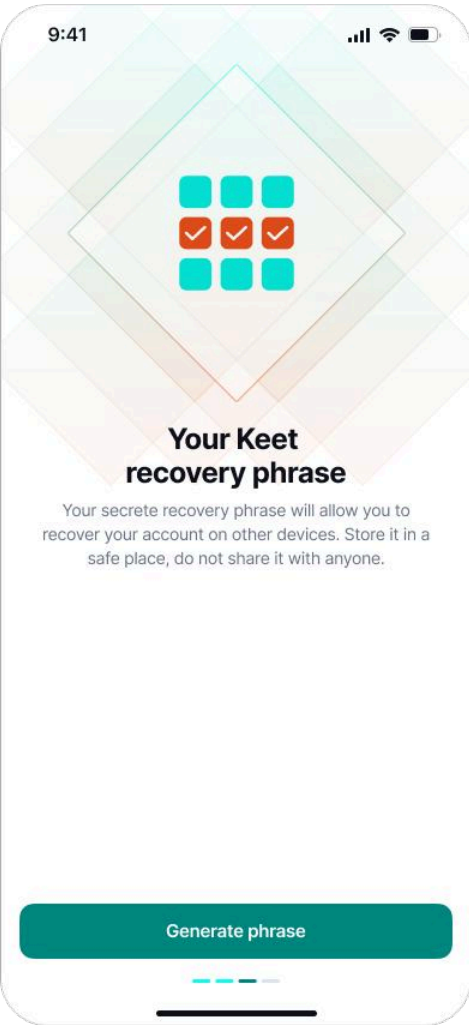 9:41
Your Keet
recovery phrase
Your secrete recovery phrase will allow you to
recover your account on other devices. Store it in a
safe place, do not share it with anyone.
Generate phrase